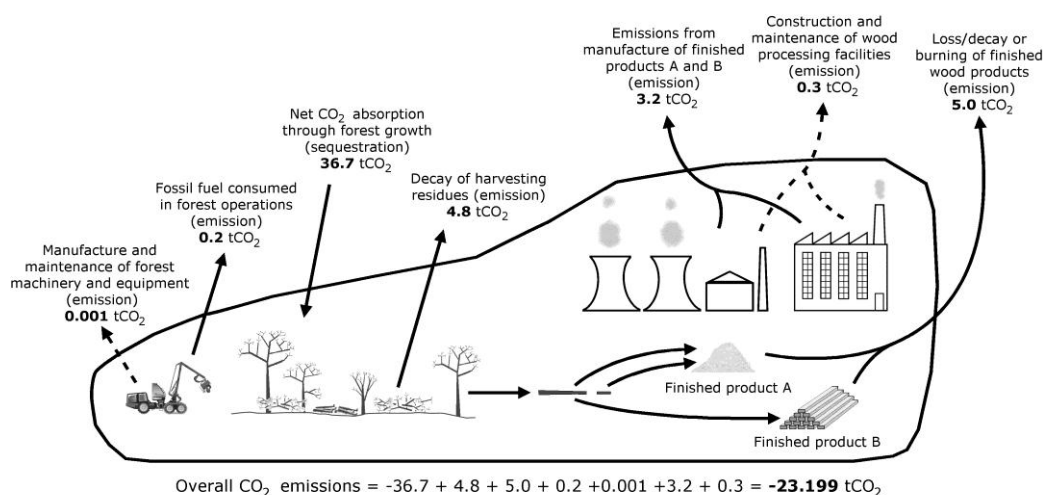 Construction and
maintenance of wood
processing facilities
(emission)
0.3 tCO2
Emissions from
manufacture of finished
products A and B
(emission)
3.2 tCO2
Loss/decay or
burning of finished
wood products
(emission)
5.0 tCO2
Net CO2 absorption
through forest growth
(sequestration)
36.7 tCO2
Decay of harvesting
residues (emission)
4.8 tCO2
Fossil fuel consumed
in forest operations
(emission)
0.2 tCO2
Manufacture and
maintenance of forest
machinery and equipment
(emission)
0.001 tCO2
Finished product A
Finished product B
Overall CO2 emissions = -36.7 + 4.8 + 5.0 + 0.2 +0.001 +3.2 + 0.3 = -23.199 tCO2